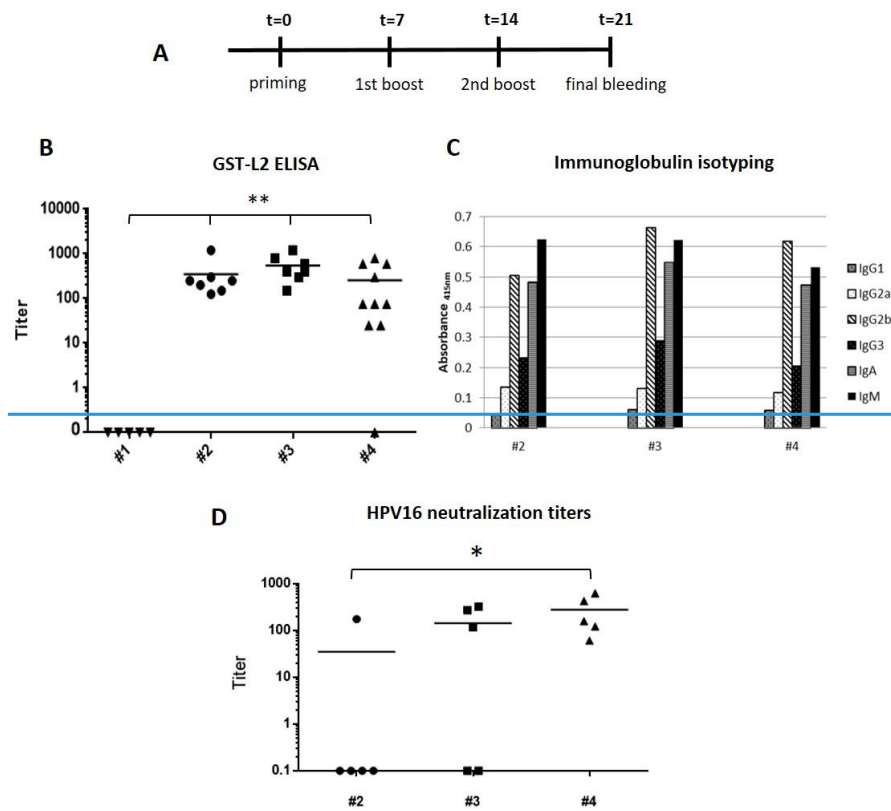 A
t=0 t=7 t=14 t=21
priming 1st boost 2nd boost final bleeding
B
GST-L2 ELISA
**
10000
1000
100
10
1
0
Titer
#1 #2 #3 #4
C
Immunoglobulin isotyping
0.7
0.6
0.5
0.4
0.3
0.2
0.1
0
Absorbance 415nm
#2 #3 #4
IgG1
IgG2a
IgG2b
IgG3
IgA
IgM
D
HPV16 neutralization titers
*
1000
100
10
1
0.1
Titer
#2 #3 #4